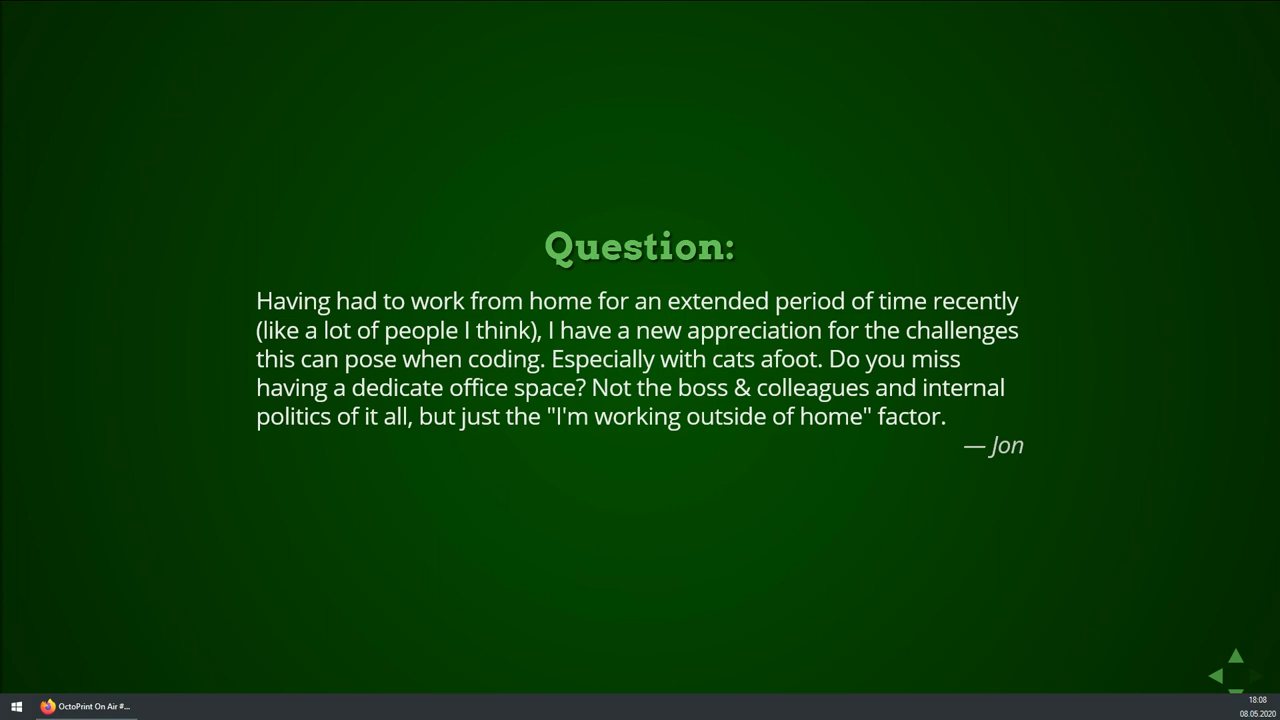 Question:
Having had to work from home for an extended period of time recently
(like a lot of people I think), I have a new appreciation for the challenges
this can pose when coding. Especially with cats afoot. Do you miss
having a dedicate office space? Not the boss & colleagues and internal
politics of it all, but just the "I'm working outside of home" factor.
— Jon
OctoPrint On Air #...
18:08
08.05.2020